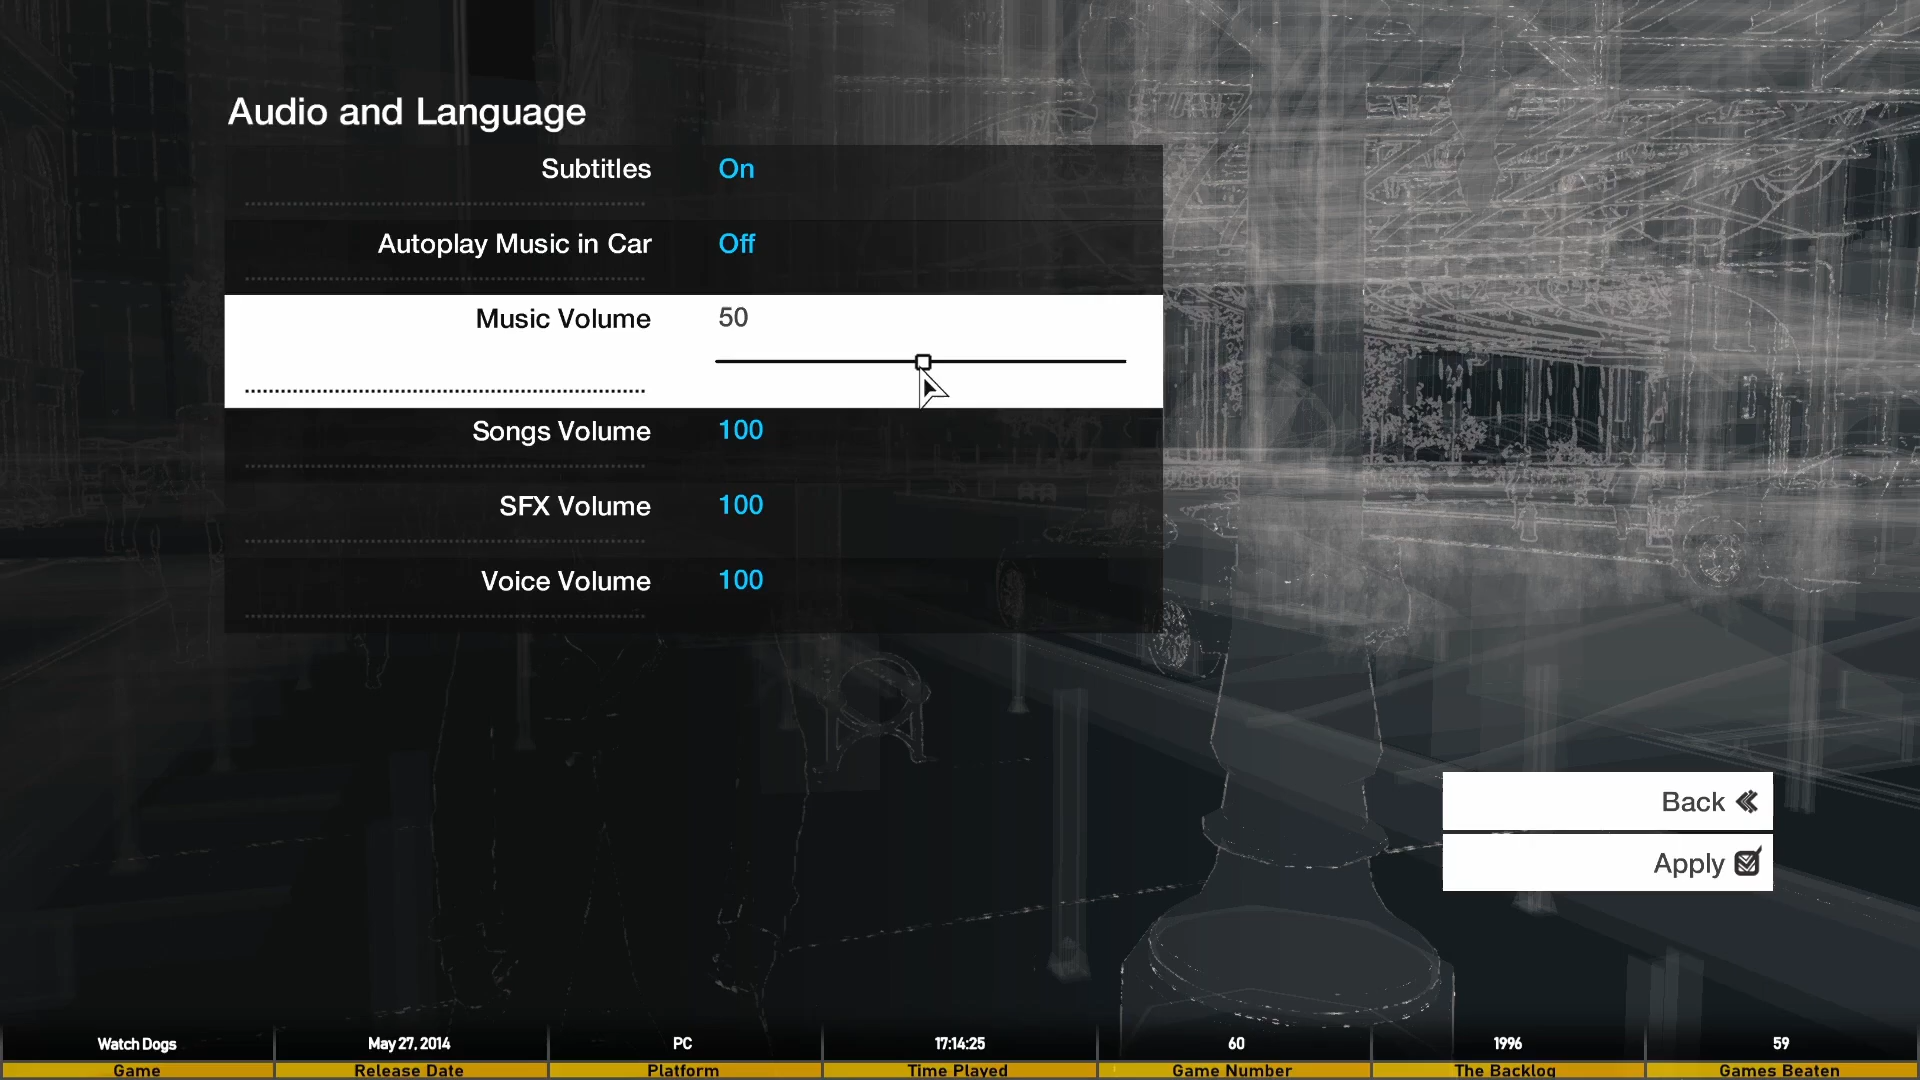 Audio and Language
Subtitles On
Autoplay Music in Car Off
Music Volume 50
Songs Volume 100
SFX Volume 100
Voice Volume 100
Back
Apply
Watch Dogs May 27, 2014 PC 17:14:25 60 1996 59
Game Release Date Platform Time Played Game Number The Backlog Games Beaten